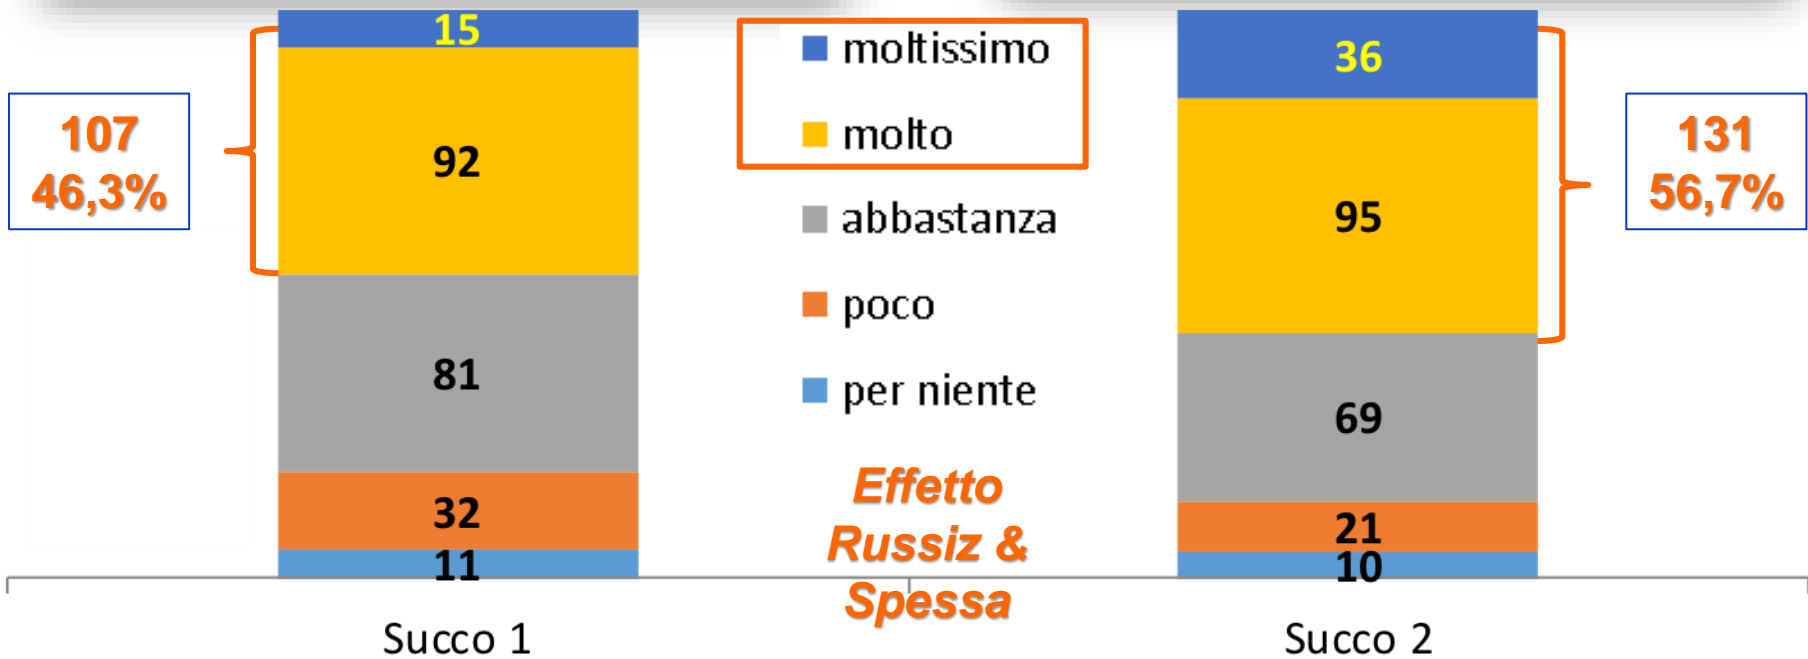 15
92
81
32
11
107
46,3%
moltissimo
molto
abbastanza
poco
per niente
Effetto
Russiz &
Spessa
36
95
69
21
10
131
56,7%
Succo 1
Succo 2